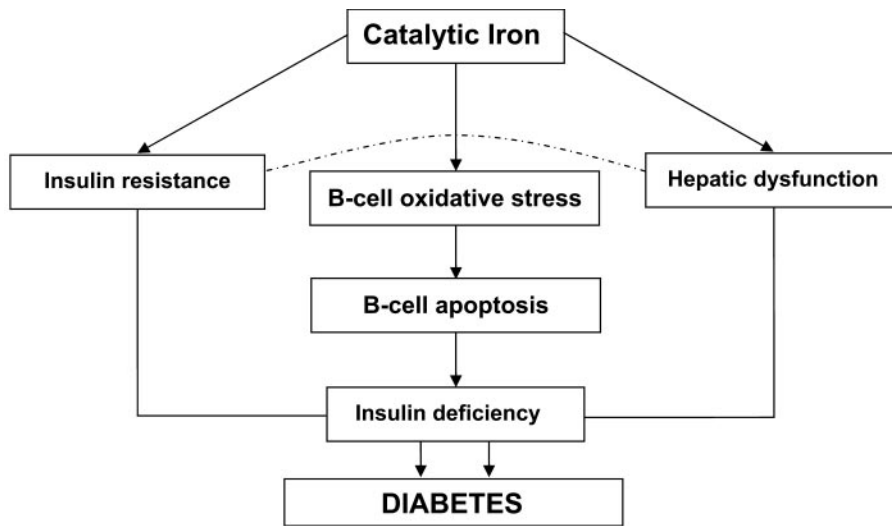 Catalytic Iron
Insulin resistance
B-cell oxidative stress
Hepatic dysfunction
B-cell apoptosis
Insulin deficiency
DIABETES